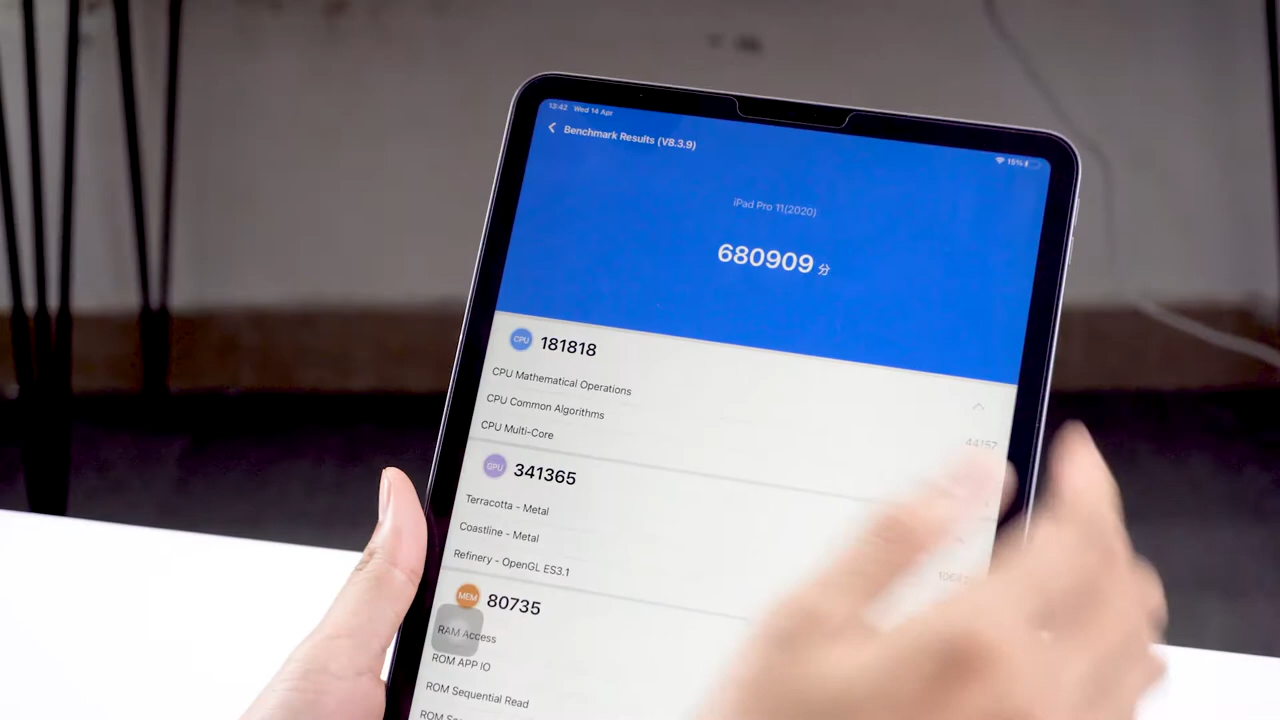 13:42 Wed 14 Apr
15%
Benchmark Results (V8.3.9)
iPad Pro 11(2020)
680909 分
CPU 181818
CPU Mathematical Operations
44157
CPU Common Algorithms
CPU Multi-Core
GPU 341365
Terracotta - Metal
Coastline - Metal
Refinery - OpenGL ES3.1
MEM 80735
RAM Access
ROM APP IO
ROM Sequential Read
ROM